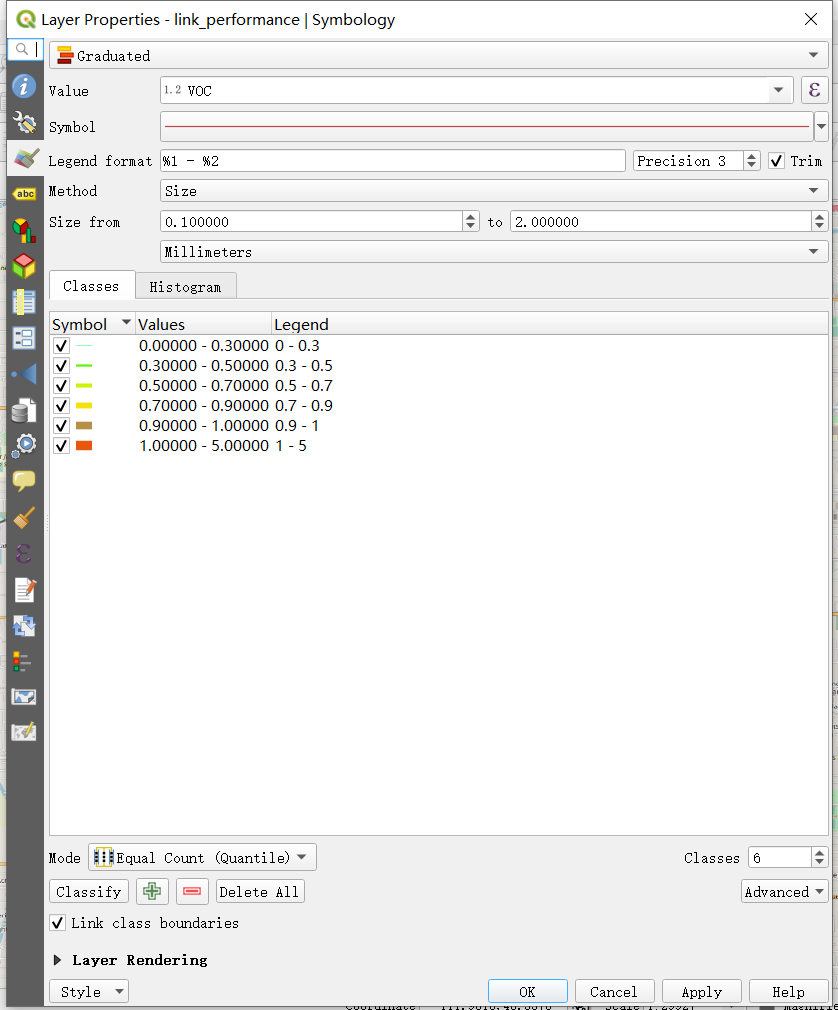 Layer Properties - link_performance | Symbology
Graduated
Value 1.2 VOC ε
Symbol
Legend format %1 - %2 Precision 3 Trim
abc Method Size
Size from 0.100000 to 2.000000
Millimeters
Classes Histogram
Symbol Values Legend
0.00000 - 0.30000 0 - 0.3
0.30000 - 0.50000 0.3 - 0.5
0.50000 - 0.70000 0.5 - 0.7
0.70000 - 0.90000 0.7 - 0.9
0.90000 - 1.00000 0.9 - 1
1.00000 - 5.00000 1 - 5
Mode Equal Count (Quantile) Classes 6
Classify Delete All Advanced
Link class boundaries
Layer Rendering
Style OK Cancel Apply Help